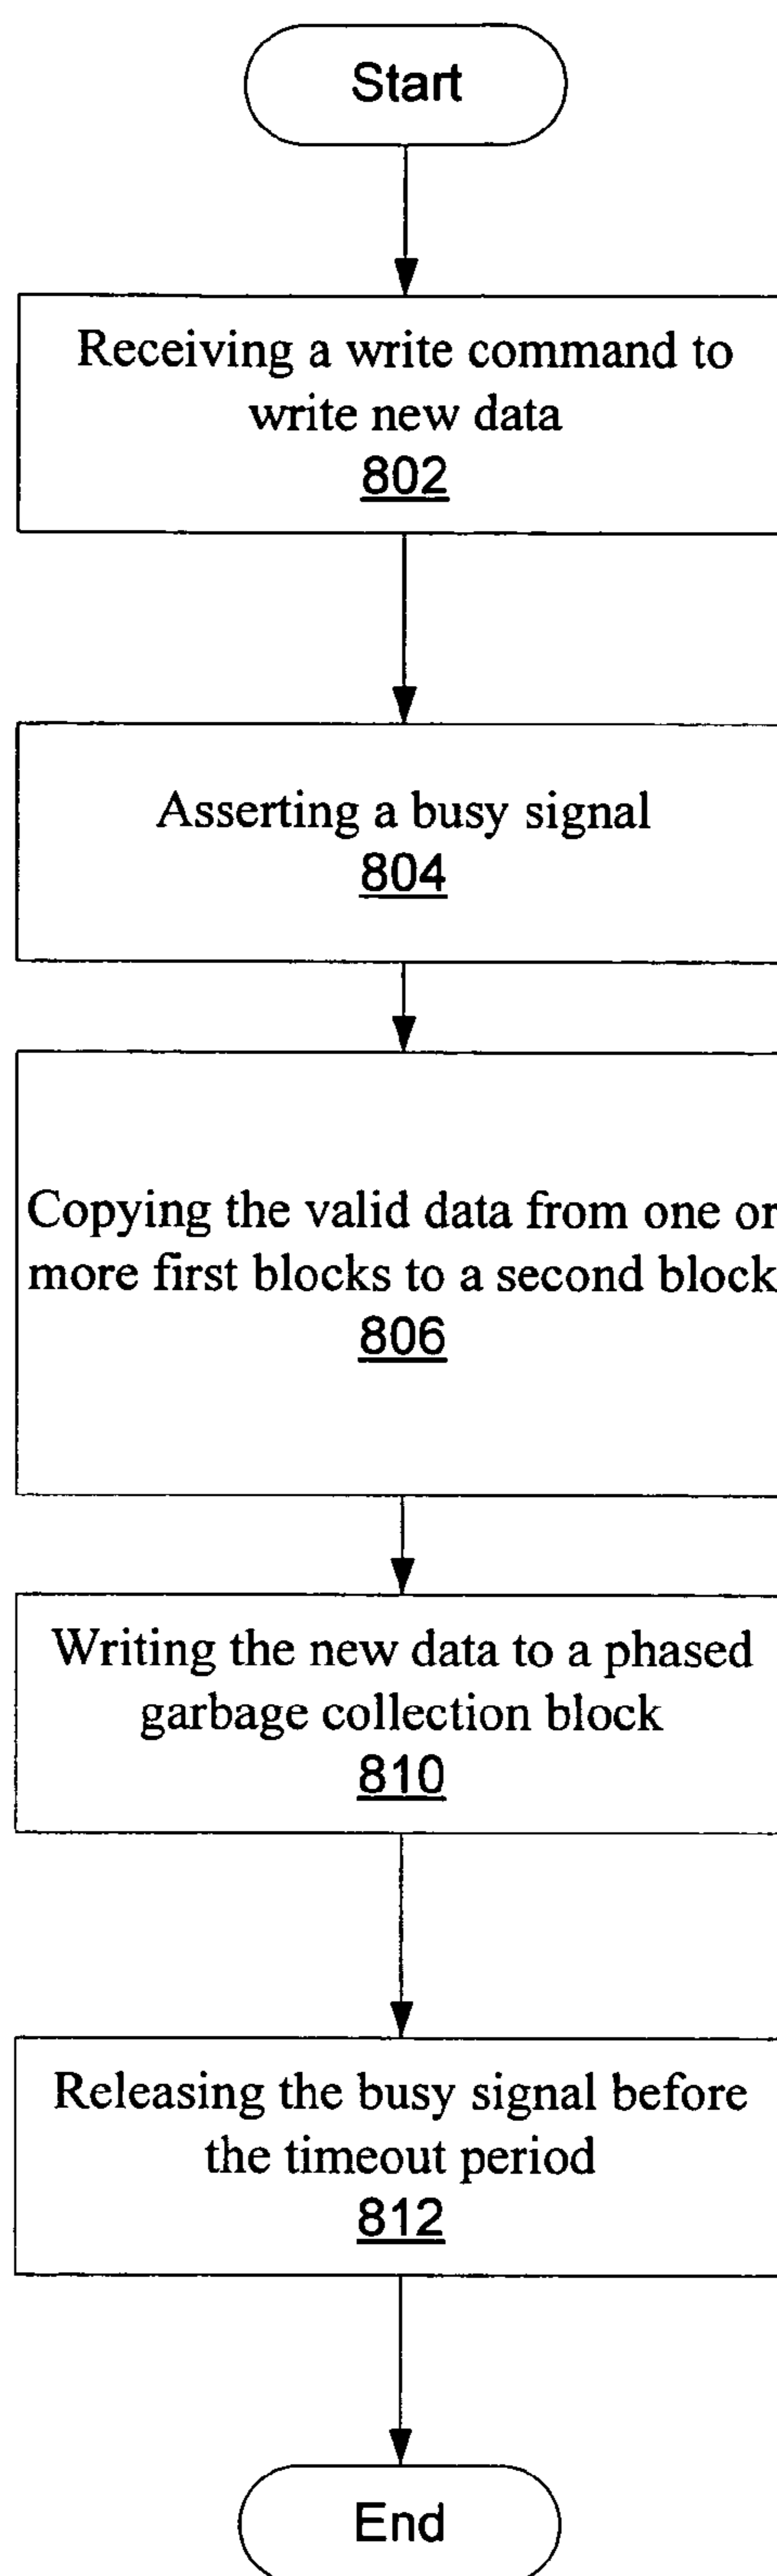 Start
Receiving a write command to
write new data
802
Asserting a busy signal
804
Copying the valid data from one or
more first blocks to a second block
806
Writing the new data to a phased
garbage collection block
810
Releasing the busy signal before
the timeout period
812
End